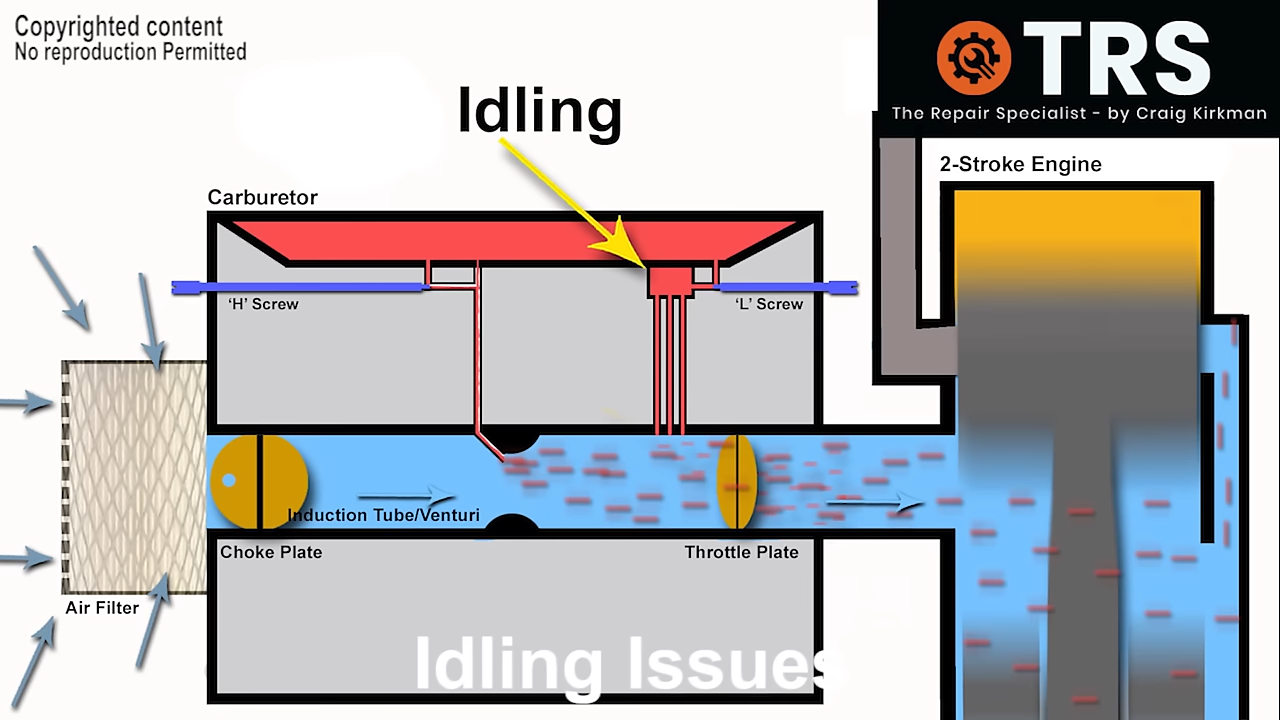 Copyrighted content
No reproduction Permitted
TRS
The Repair Specialist - by Craig Kirkman
Idling
2-Stroke Engine
Carburetor
'H' Screw
'L' Screw
Induction Tube/Venturi
Choke Plate
Throttle Plate
Air Filter
Idling Issues